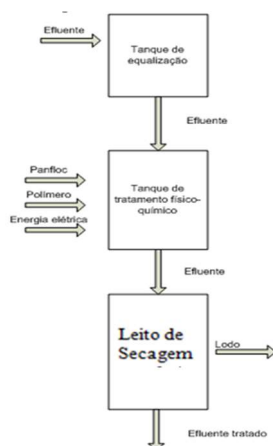 Efluente
Tanque de
equalização
Efluente
Panfloc
Polímero
Energia elétrica
Tanque de
tratamento físico-
químico
Efluente
Leito de
Secagem
Lodo
Efluente tratado